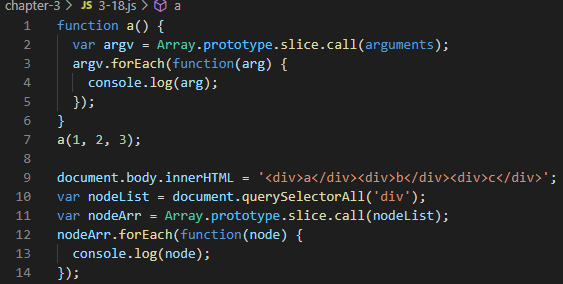 chapter-3 > JS 3-18.js > a
1 function a() {
2   var argv = Array.prototype.slice.call(arguments);
3   argv.forEach(function(arg) {
4     console.log(arg);
5   });
6 }
7 a(1, 2, 3);
8
9 document.body.innerHTML = '<div>a</div><div>b</div><div>c</div>';
10 var nodeList = document.querySelectorAll('div');
11 var nodeArr = Array.prototype.slice.call(nodeList);
12 nodeArr.forEach(function(node) {
13   console.log(node);
14 });